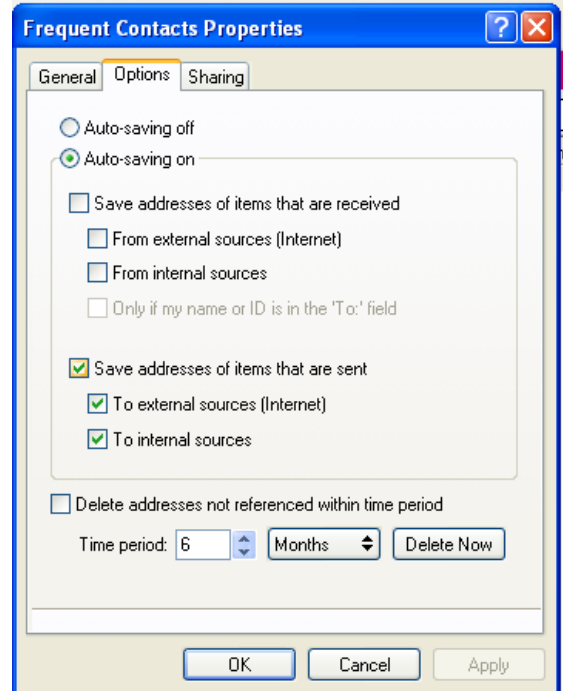 Frequent Contacts Properties
General Options Sharing
Auto-saving off
Auto-saving on
Save addresses of items that are received
From external sources (Internet)
From internal sources
Only if my name or ID is in the 'To:' field
Save addresses of items that are sent
To external sources (Internet)
To internal sources
Delete addresses not referenced within time period
Time period: 6 Months Delete Now
OK Cancel Apply